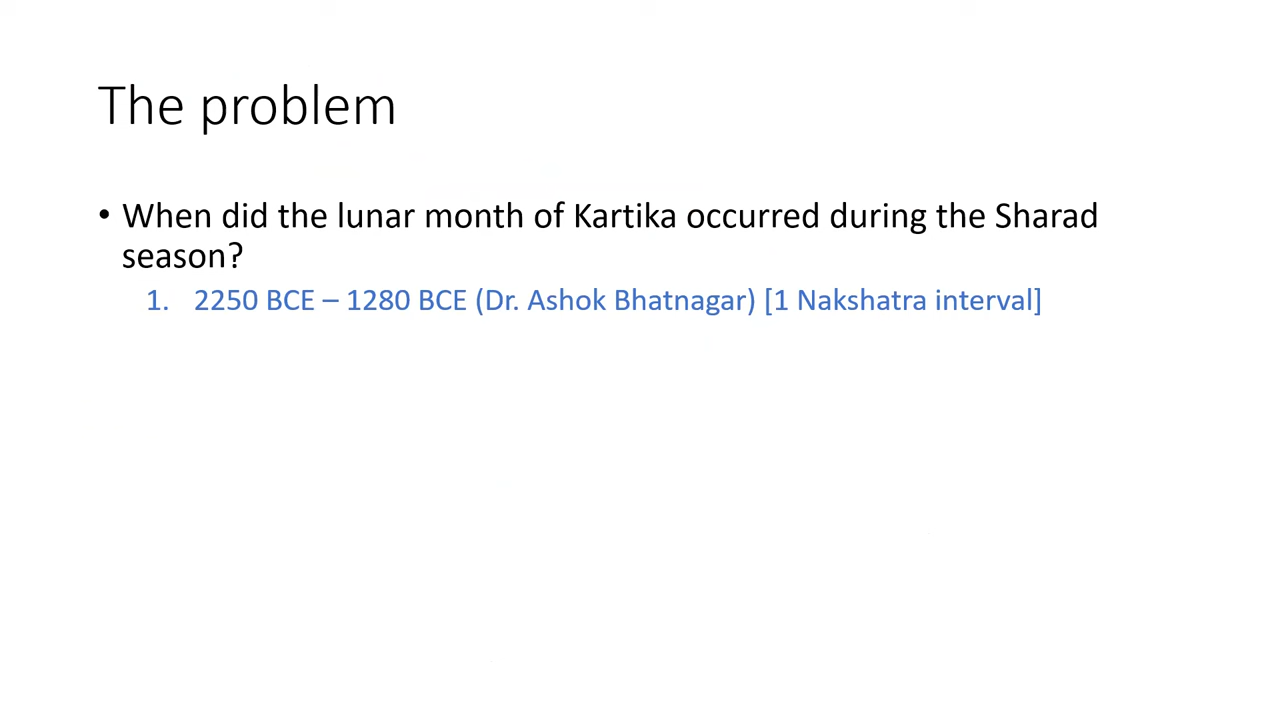 The problem
• When did the lunar month of Kartika occurred during the Sharad
season?
1. 2250 BCE – 1280 BCE (Dr. Ashok Bhatnagar) [1 Nakshatra interval]